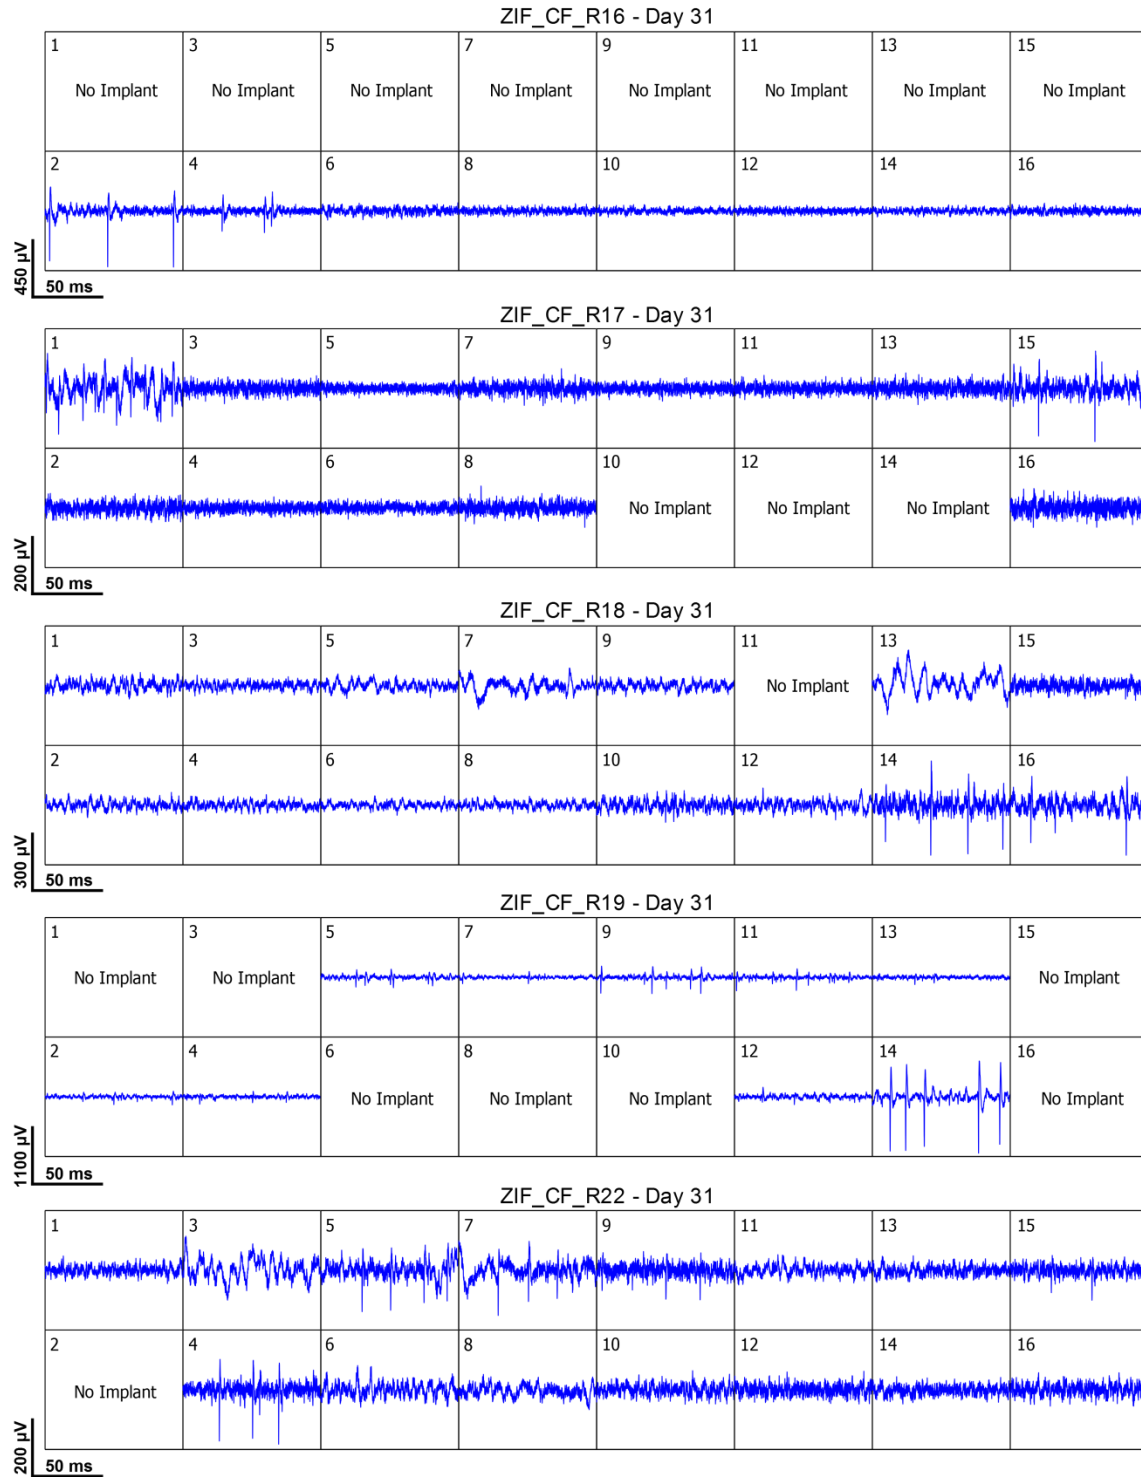 ZIF_CF_R16 - Day 31
1 3 5 7 9 11 13 15
No Implant No Implant No Implant No Implant No Implant No Implant No Implant No Implant
2 4 6 8 10 12 14 16
450 µV
50 ms
ZIF_CF_R17 - Day 31
1 3 5 7 9 11 13 15
2 4 6 8 10 12 14 16
No Implant No Implant No Implant
200 µV
50 ms
ZIF_CF_R18 - Day 31
1 3 5 7 9 11 13 15
No Implant
2 4 6 8 10 12 14 16
300 µV
50 ms
ZIF_CF_R19 - Day 31
1 3 5 7 9 11 13 15
No Implant No Implant No Implant
2 4 6 8 10 12 14 16
No Implant No Implant No Implant No Implant
1100 µV
50 ms
ZIF_CF_R22 - Day 31
1 3 5 7 9 11 13 15
2 4 6 8 10 12 14 16
No Implant
200 µV
50 ms